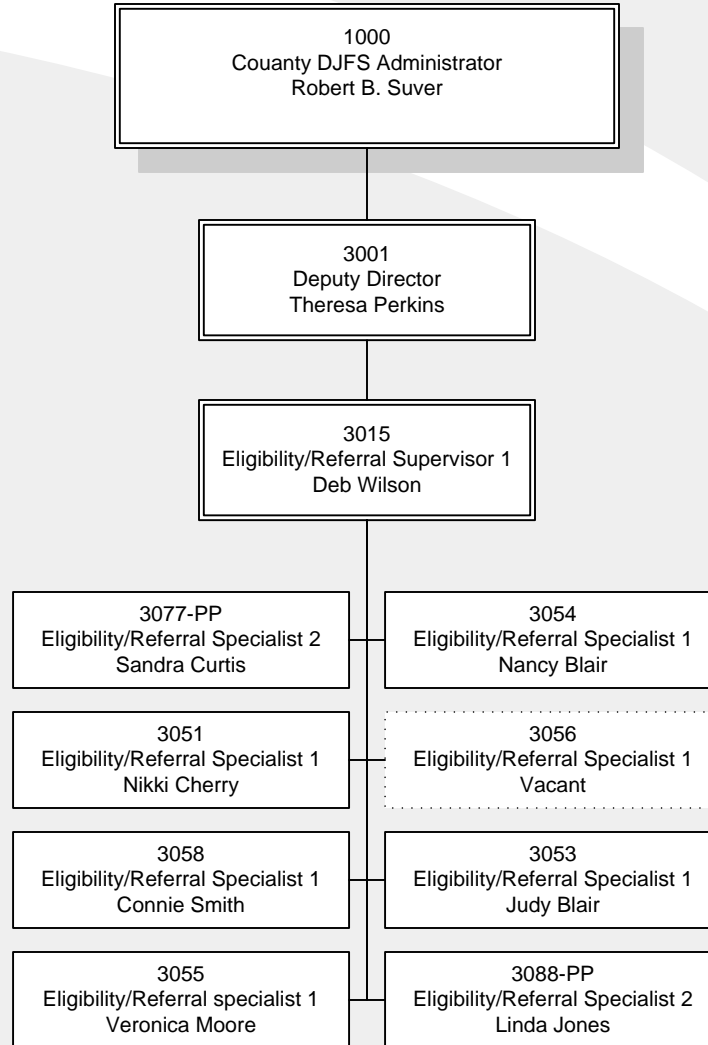 1000
Couanty DJFS Administrator
Robert B. Suver
3001
Deputy Director
Theresa Perkins
3015
Eligibility/Referral Supervisor 1
Deb Wilson
3077-PP
Eligibility/Referral Specialist 2
Sandra Curtis
3054
Eligibility/Referral Specialist 1
Nancy Blair
3051
Eligibility/Referral Specialist 1
Nikki Cherry
3056
Eligibility/Referral Specialist 1
Vacant
3058
Eligibility/Referral Specialist 1
Connie Smith
3053
Eligibility/Referral Specialist 1
Judy Blair
3055
Eligibility/Referral specialist 1
Veronica Moore
3088-PP
Eligibility/Referral Specialist 2
Linda Jones